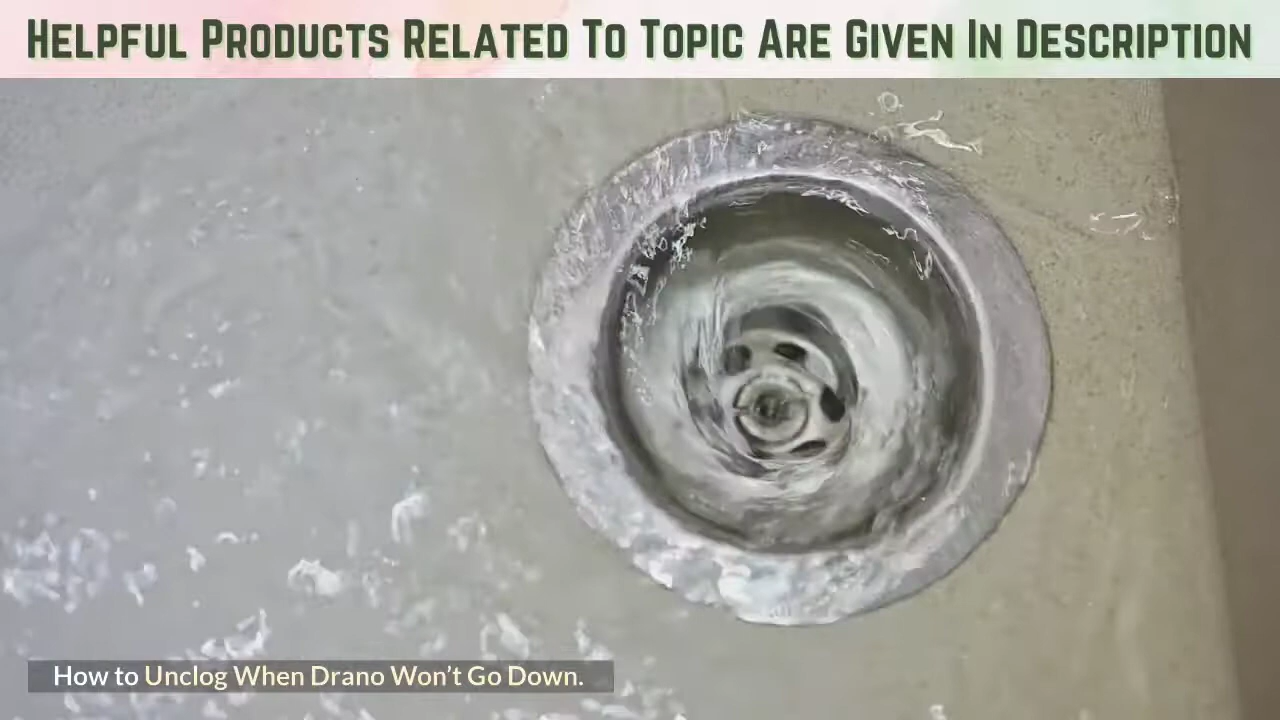 Helpful Products Related To Topic Are Given In Description
How to Unclog When Drano Won't Go Down.